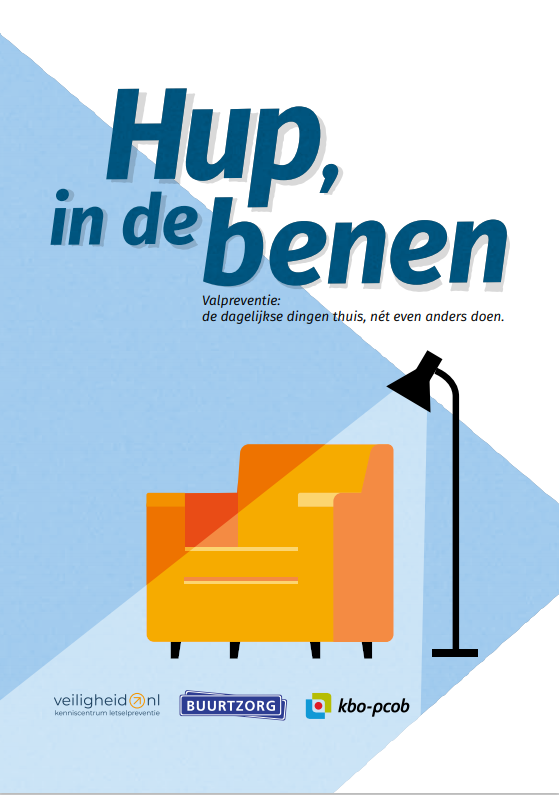 Hup,
in de benen
Valpreventie:
de dagelijkse dingen thuis, nét even anders doen.
veiligheid nl
kenniscentrum letselpreventie
BUURTZORG
kbo-pcob